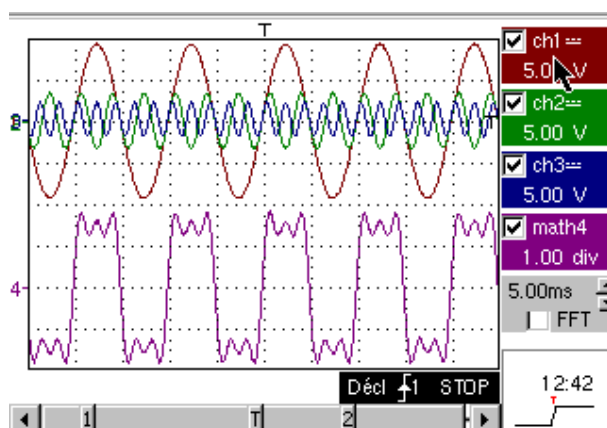 T
ch1
5.0 V
ch2
5.00 V
ch3
5.00 V
math4
1.00 div
4
5.00ms
FFT
Décl 1 STOP
12:42
1 T 2